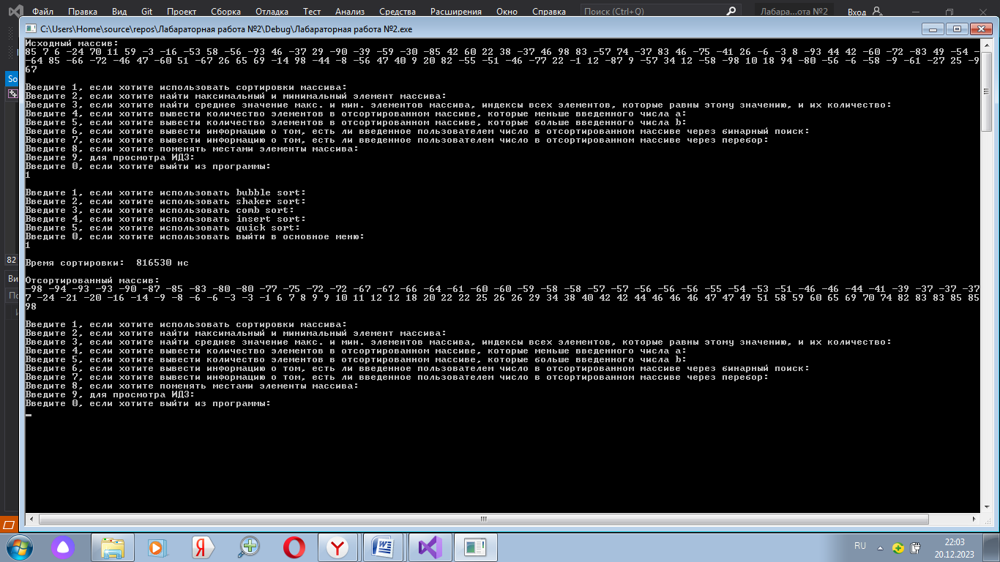 Файл Правка Вид Git Проект Сборка Отладка Тест Анализ Средства Расширения Окно Справка Поиск (Ctrl+Q) Лабара...ота №2 Вход
C:\Users\Home\source\repos\Лабараторная работа №2\Debug\Лабараторная работа №2.exe
Исходный массив:
85 7 6 -24 70 11 59 -3 -16 -53 58 -56 -93 46 -37 29 -90 -39 -59 -30 -85 42 60 22 38 -37 46 98 83 -57 74 -37 83 46 -75 -41 26 -6 -3 8 -93 44 42 -60 -72 -83 49 -54 -
-64 85 -66 -72 -46 47 -60 51 -67 26 65 69 -14 98 -44 -8 -56 47 40 9 20 82 -55 -51 -46 -77 22 -1 12 -87 9 -57 34 12 -58 -98 10 18 94 -80 -56 -6 -58 -9 -61 -27 25 -9
67
Введите 1, если хотите использовать сортировки массива:
Введите 2, если хотите найти максимальный и минимальный элемент массива:
Введите 3, если хотите найти среднее значение макс. и мин. элементов массива, индексы всех элементов, которые равны этому значению, и их количество:
Введите 4, если хотите вывести количество элементов в отсортированном массиве, которые меньше введенного числа a:
Введите 5, если хотите вывести количество элементов в отсортированном массиве, которые больше введенного числа b:
Введите 6, если хотите вывести информацию о том, есть ли введенное пользователем число в отсортированном массиве через бинарный поиск:
Введите 7, если хотите вывести информацию о том, есть ли введенное пользователем число в отсортированном массиве через перебор:
Введите 8, если хотите поменять местами элементы массива:
Введите 9, для просмотра ИДЗ:
Введите 0, если хотите выйти из программы:
1
Введите 1, если хотите использовать bubble sort:
Введите 2, если хотите использовать shaker sort:
Введите 3, если хотите использовать comb sort:
Введите 4, если хотите использовать insert sort:
Введите 5, если хотите использовать quick sort:
Введите 0, если хотите использовать выйти в основное меню:
1
Время сортировки:  816530 нс
Отсортированный массив:
-98 -94 -93 -93 -90 -87 -85 -83 -80 -80 -77 -75 -72 -72 -67 -67 -66 -64 -61 -60 -60 -59 -58 -58 -57 -57 -56 -56 -56 -55 -54 -53 -51 -46 -46 -44 -41 -39 -37 -37 -37
7 -24 -21 -20 -16 -14 -9 -8 -6 -6 -3 -3 -1 6 7 8 9 9 10 11 12 12 18 20 22 22 25 26 26 29 34 38 40 42 42 44 46 46 46 47 47 49 51 58 59 60 65 69 70 74 82 83 83 85 85
98
Введите 1, если хотите использовать сортировки массива:
Введите 2, если хотите найти максимальный и минимальный элемент массива:
Введите 3, если хотите найти среднее значение макс. и мин. элементов массива, индексы всех элементов, которые равны этому значению, и их количество:
Введите 4, если хотите вывести количество элементов в отсортированном массиве, которые меньше введенного числа a:
Введите 5, если хотите вывести количество элементов в отсортированном массиве, которые больше введенного числа b:
Введите 6, если хотите вывести информацию о том, есть ли введенное пользователем число в отсортированном массиве через бинарный поиск:
Введите 7, если хотите вывести информацию о том, есть ли введенное пользователем число в отсортированном массиве через перебор:
Введите 8, если хотите поменять местами элементы массива:
Введите 9, для просмотра ИДЗ:
Введите 0, если хотите выйти из программы:
So
82
Ви
По
RU
22:03
20.12.2023